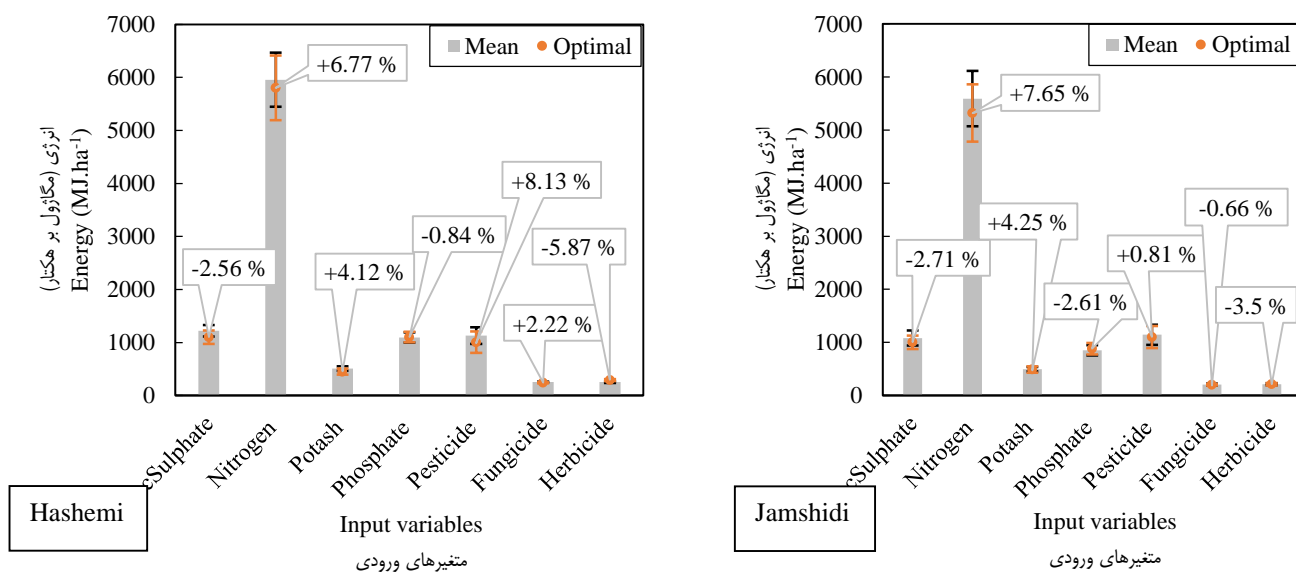 7000
6000
5000
4000
3000
2000
1000
0
انرژی (مگاژول بر هکتار)
Energy (MJ.ha-1)
Mean
Optimal
-2.56 %
+6.77 %
+4.12 %
-0.84 %
+8.13 %
+2.22 %
-5.87 %
cSulphate
Nitrogen
Potash
Phosphate
Pesticide
Fungicide
Herbicide
Hashemi
Input variables
متغیرهای ورودی
7000
6000
5000
4000
3000
2000
1000
0
انرژی (مگاژول بر هکتار)
Energy (MJ.ha-1)
Mean
Optimal
-2.71 %
+7.65 %
+4.25 %
-2.61 %
+0.81 %
-0.66 %
-3.5 %
cSulphate
Nitrogen
Potash
Phosphate
Pesticide
Fungicide
Herbicide
Jamshidi
Input variables
متغیرهای ورودی